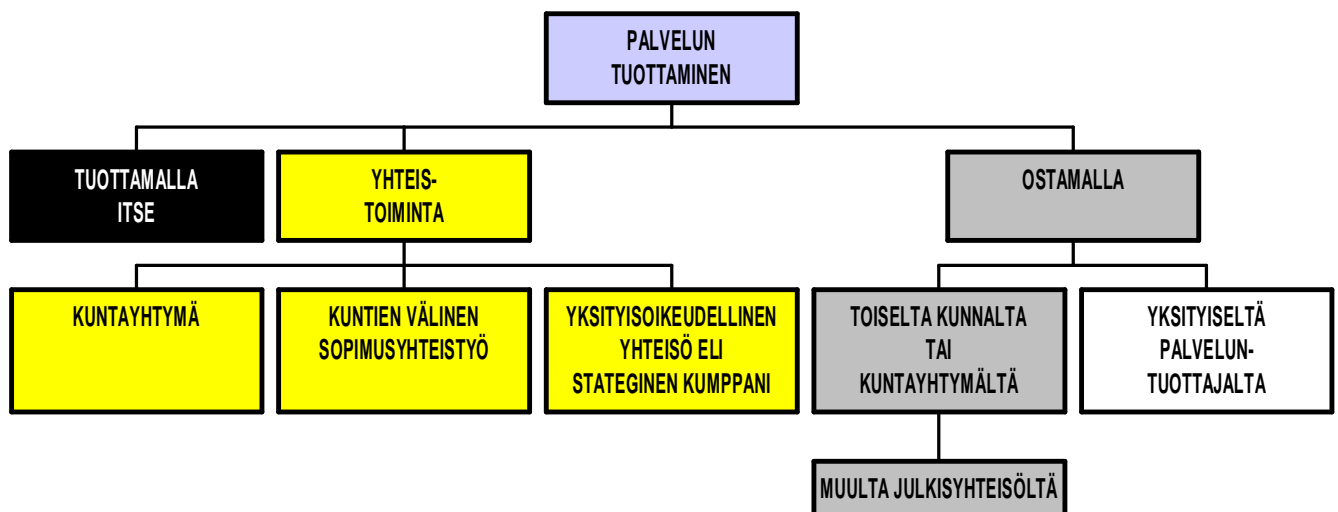 PALVELUN
TUOTTAMINEN
TUOTTAMALLA
ITSE
YHTEIS-
TOIMINTA
OSTAMALLA
KUNTAYHTYMÄ
KUNTIEN VÄLINEN
SOPIMUSYHTEISTYÖ
YKSITYISOIKEUDELLINEN
YHTEISÖ ELI
STATEGINEN KUMPPANI
TOISELTA KUNNALTA
TAI
KUNTAYHTYMÄLTÄ
YKSITYISELTÄ
PALVELUN-
TUOTTAJALTA
MUULTA JULKISYHTEISÖLTÄ